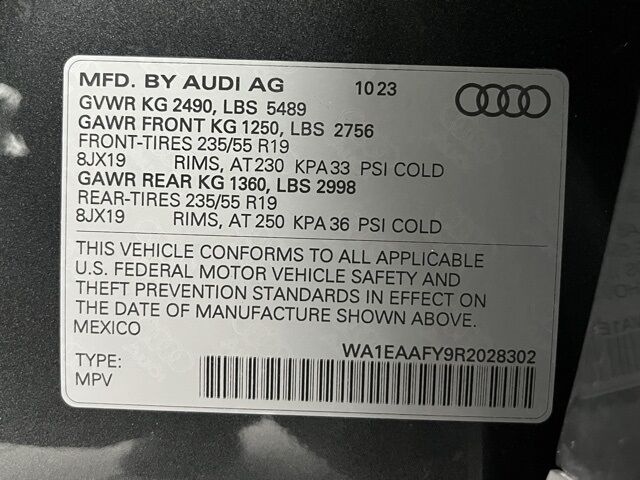 MFD. BY AUDI AG 10 23
GVWR KG 2490, LBS 5489
GAWR FRONT KG 1250, LBS 2756
FRONT-TIRES 235/55 R19
8JX19 RIMS, AT 230 KPA 33 PSI COLD
GAWR REAR KG 1360, LBS 2998
REAR-TIRES 235/55 R19
8JX19 RIMS, AT 250 KPA 36 PSI COLD
THIS VEHICLE CONFORMS TO ALL APPLICABLE
U.S. FEDERAL MOTOR VEHICLE SAFETY AND
THEFT PREVENTION STANDARDS IN EFFECT ON
THE DATE OF MANUFACTURE SHOWN ABOVE.
MEXICO
WA1EAAFY9R2028302
TYPE:
MPV